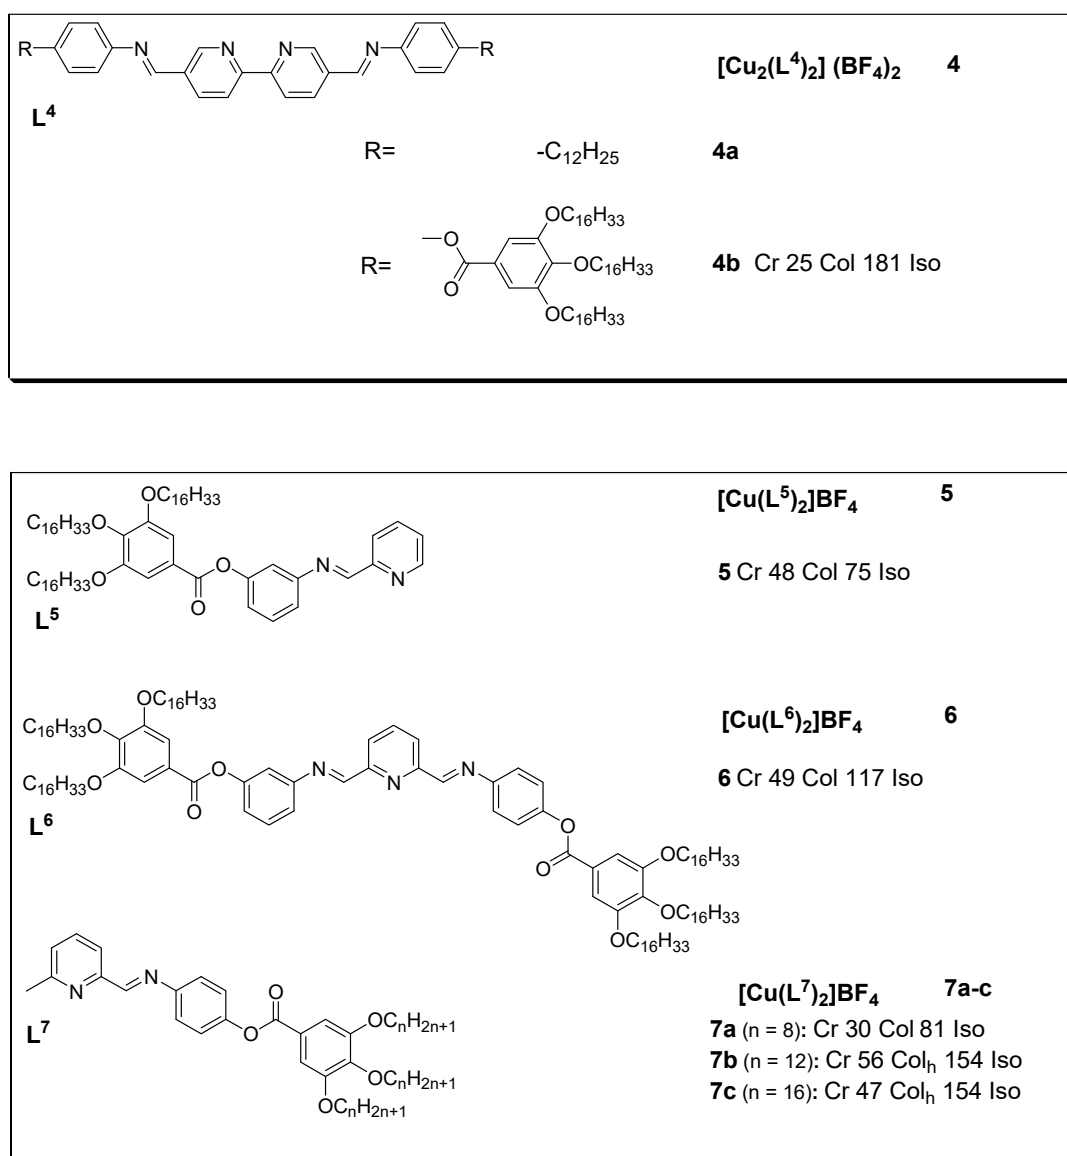 R N N N N R
[Cu2(L4)2] (BF4)2 4
L4
R= -C12H25 4a
OC16H33
R= O OC16H33 4b Cr 25 Col 181 Iso
O
OC16H33
OC16H33 [Cu(L5)2]BF4 5
C16H33O
O N
C16H33O O N 5 Cr 48 Col 75 Iso
L5
OC16H33 [Cu(L6)2]BF4 6
C16H33O
O N N N
C16H33O O 6 Cr 49 Col 117 Iso
L6
O
O OC16H33
OC16H33
OC16H33
N N
O
[Cu(L7)2]BF4 7a-c
L7 O OCnH2n+1 7a (n = 8): Cr 30 Col 81 Iso
OCnH2n+1 7b (n = 12): Cr 56 Colh 154 Iso
OCnH2n+1 7c (n = 16): Cr 47 Colh 154 Iso